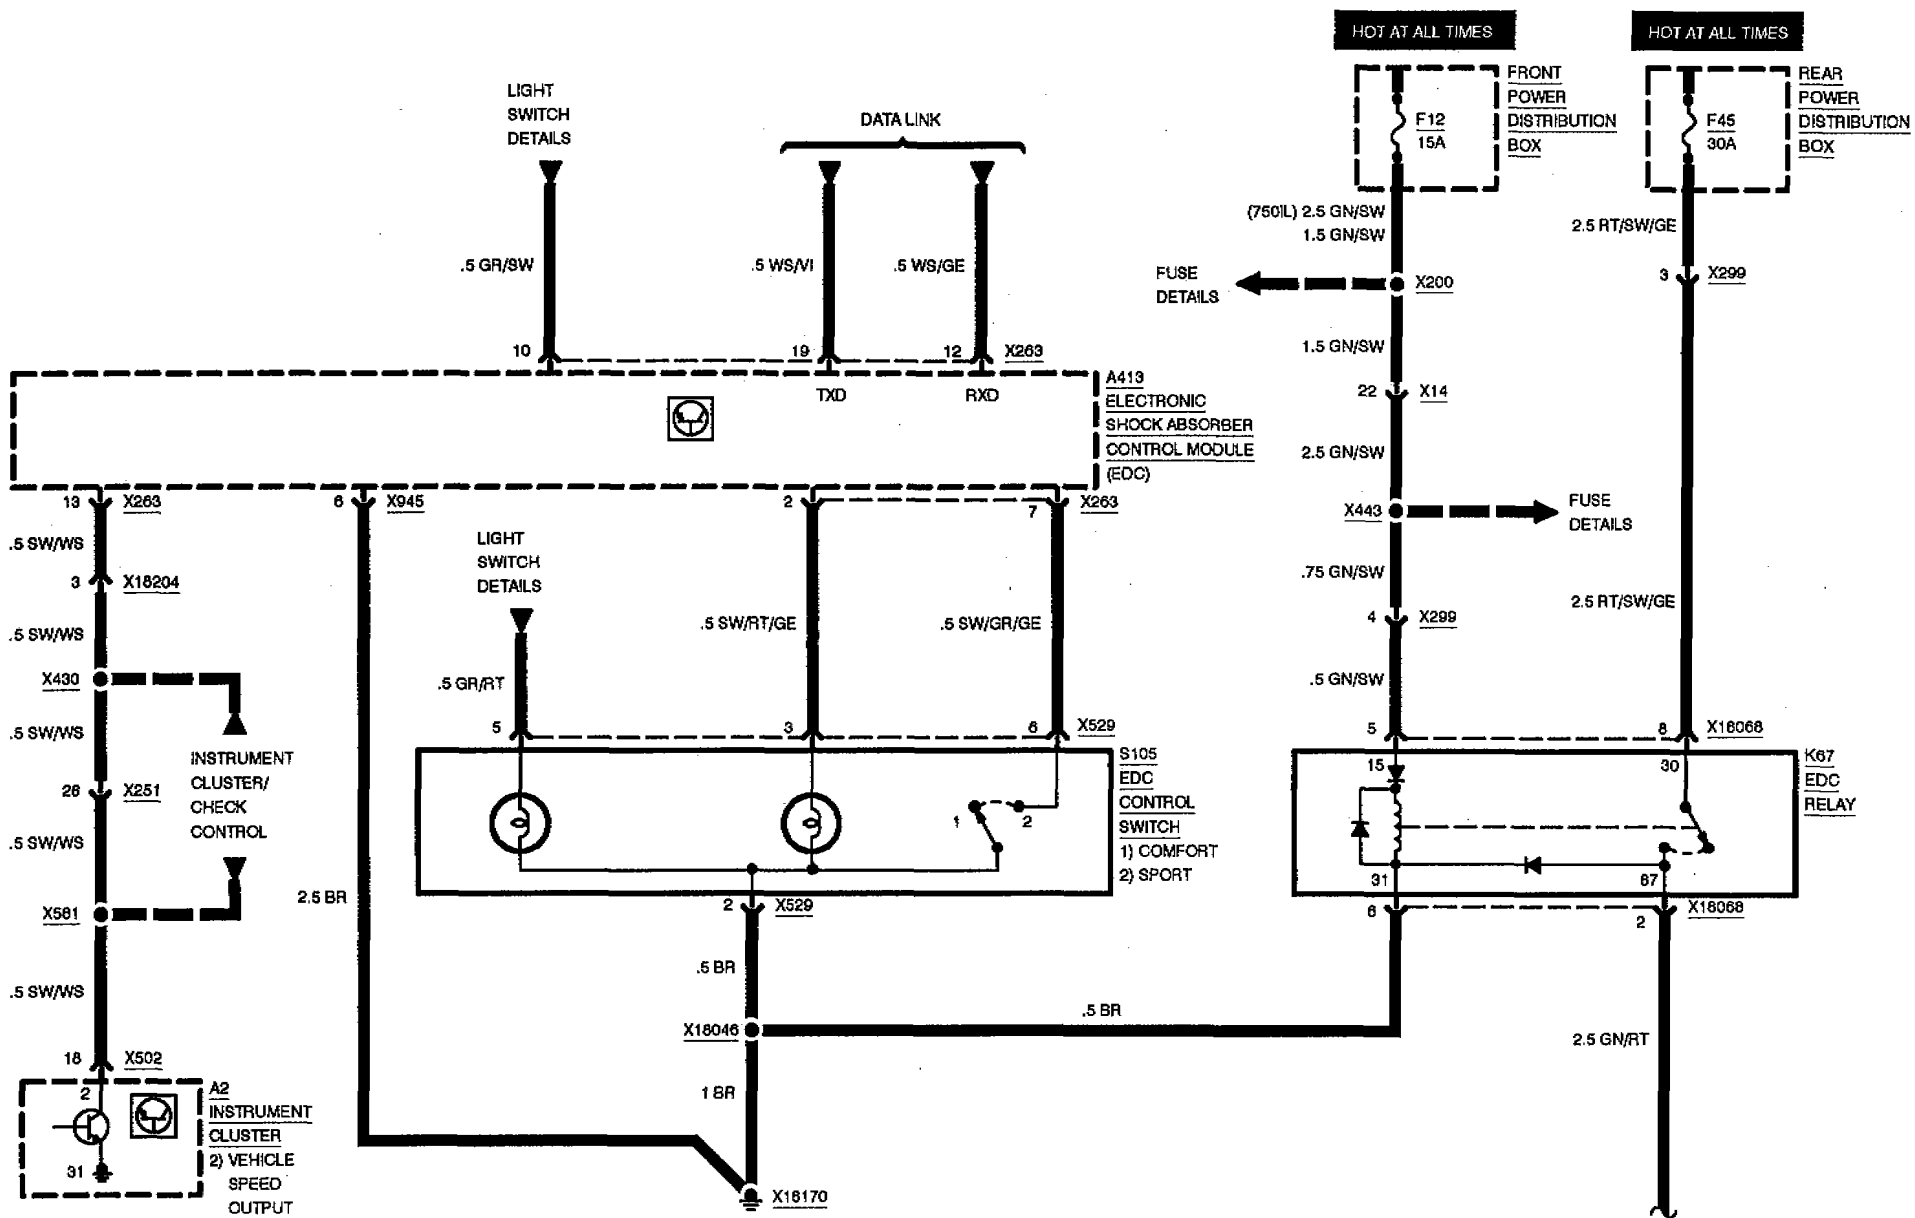 HOT AT ALL TIMES
HOT AT ALL TIMES
FRONT
POWER
DISTRIBUTION
BOX
F12
15A
REAR
POWER
DISTRIBUTION
BOX
F45
30A
LIGHT
SWITCH
DETAILS
DATA LINK
(750IL) 2.5 GN/SW
1.5 GN/SW
2.5 RT/SW/GE
.5 GR/SW
.5 WS/VI
.5 WS/GE
FUSE
DETAILS
X200
3
X299
1.5 GN/SW
10
19
12
X263
22
X14
TXD
RXD
A413
ELECTRONIC
SHOCK ABSORBER
CONTROL MODULE
(EDC)
2.5 GN/SW
13
X263
6
X945
2
7
X263
X443
FUSE
DETAILS
.5 SW/WS
LIGHT
SWITCH
DETAILS
3
X18204
.75 GN/SW
2.5 RT/SW/GE
.5 SW/WS
.5 SW/RT/GE
.5 SW/GR/GE
4
X299
X430
.5 GR/RT
.5 GN/SW
.5 SW/WS
5
3
6
X529
5
8
X18068
INSTRUMENT
CLUSTER/
CHECK
CONTROL
26
X251
S105
EDC
CONTROL
SWITCH
1) COMFORT
2) SPORT
1
2
15
30
K67
EDC
RELAY
31
87
.5 SW/WS
2.5 BR
X581
2
X529
6
2
X18068
.5 SW/WS
.5 BR
.5 BR
X18046
2.5 GN/RT
18
X502
1 BR
2
31
A2
INSTRUMENT
CLUSTER
2) VEHICLE
SPEED
OUTPUT
X16170